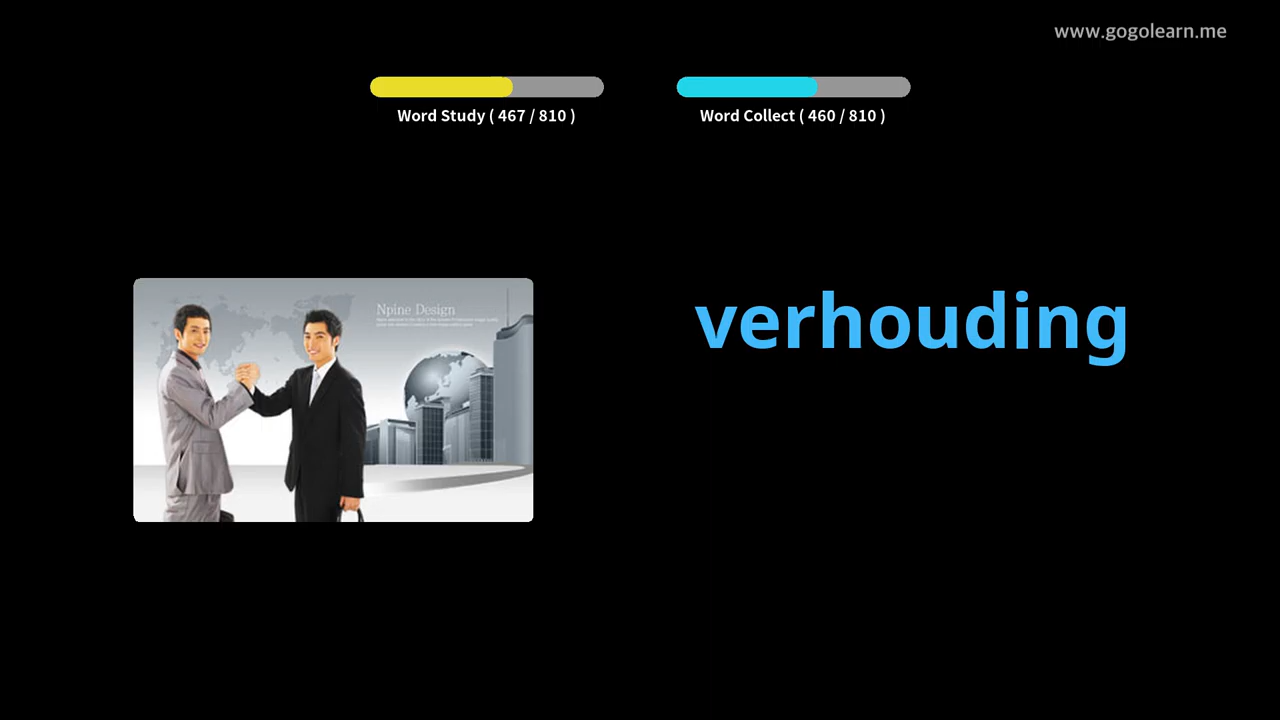 www.gogolearn.me
Word Study ( 467 / 810 )
Word Collect ( 460 / 810 )
Npine Design
verhouding